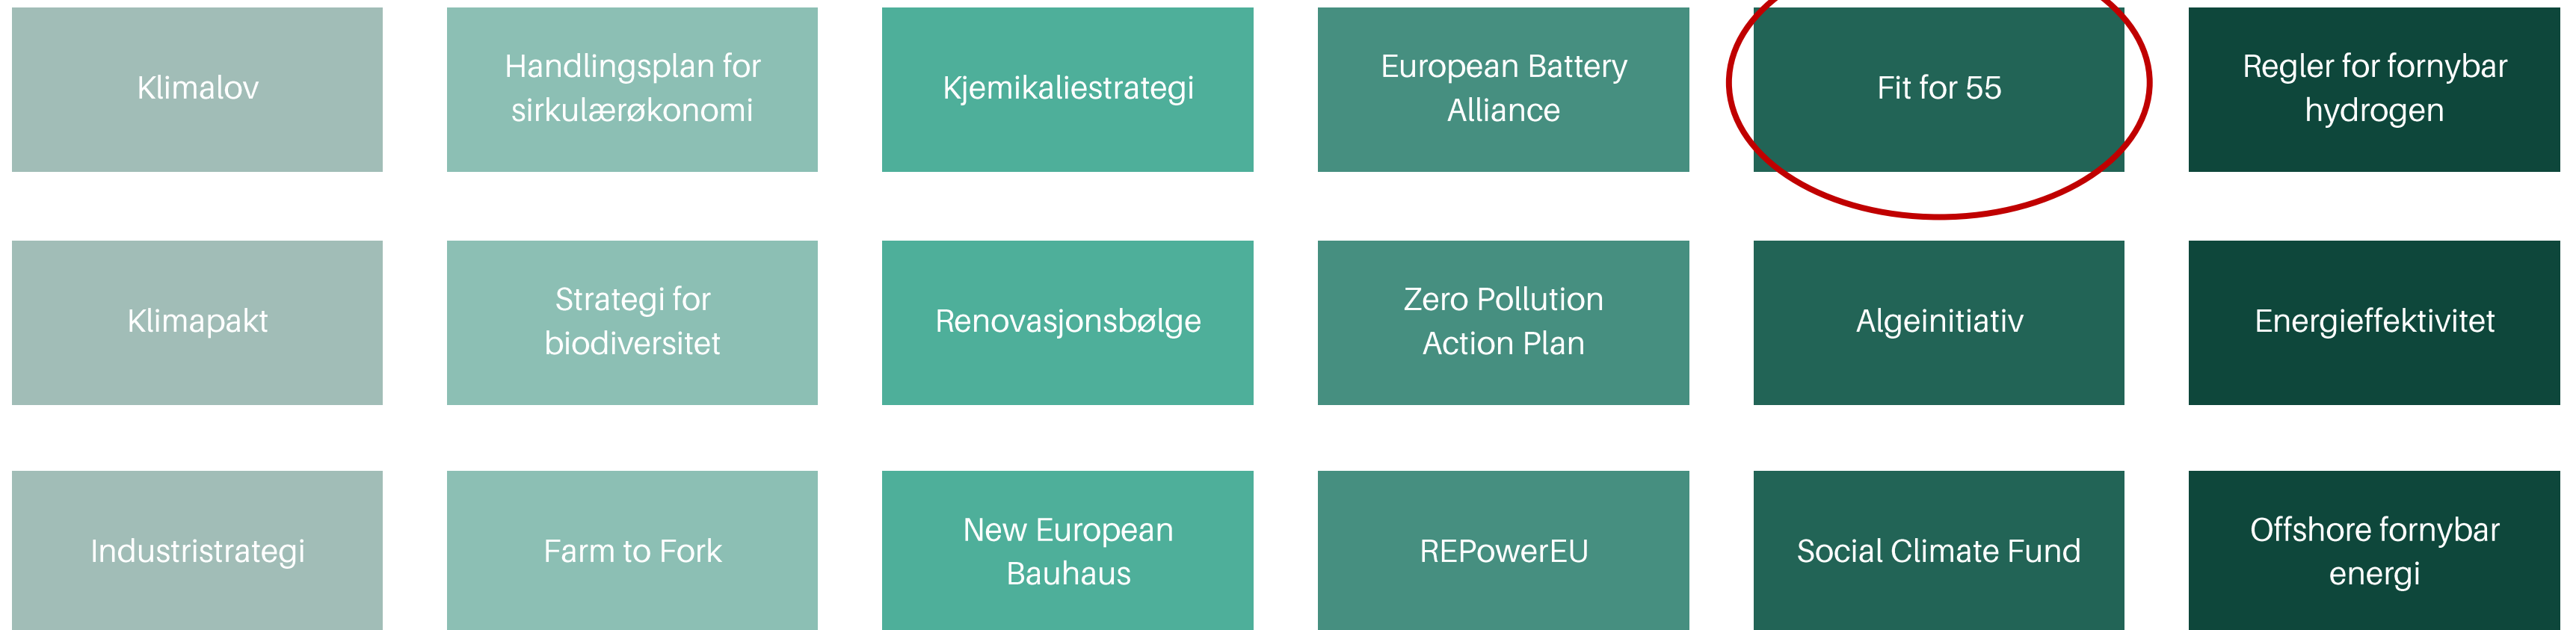 Klimalov
Handlingsplan for
sirkulærøkonomi
Kjemikaliestrategi
European Battery
Alliance
Fit for 55
Regler for fornybar
hydrogen
Klimapakt
Strategi for
biodiversitet
Renovasjonsbølge
Zero Pollution
Action Plan
Algeinitiativ
Energieffektivitet
Industristrategi
Farm to Fork
New European
Bauhaus
REPowerEU
Social Climate Fund
Offshore fornybar
energi